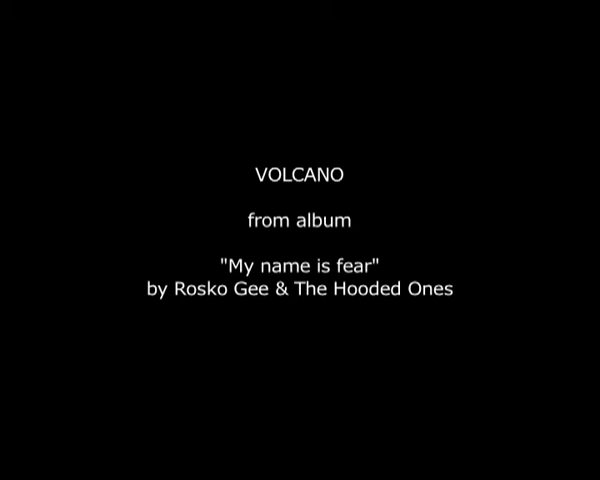 VOLCANO
from album
"My name is fear"
by Rosko Gee & The Hooded Ones